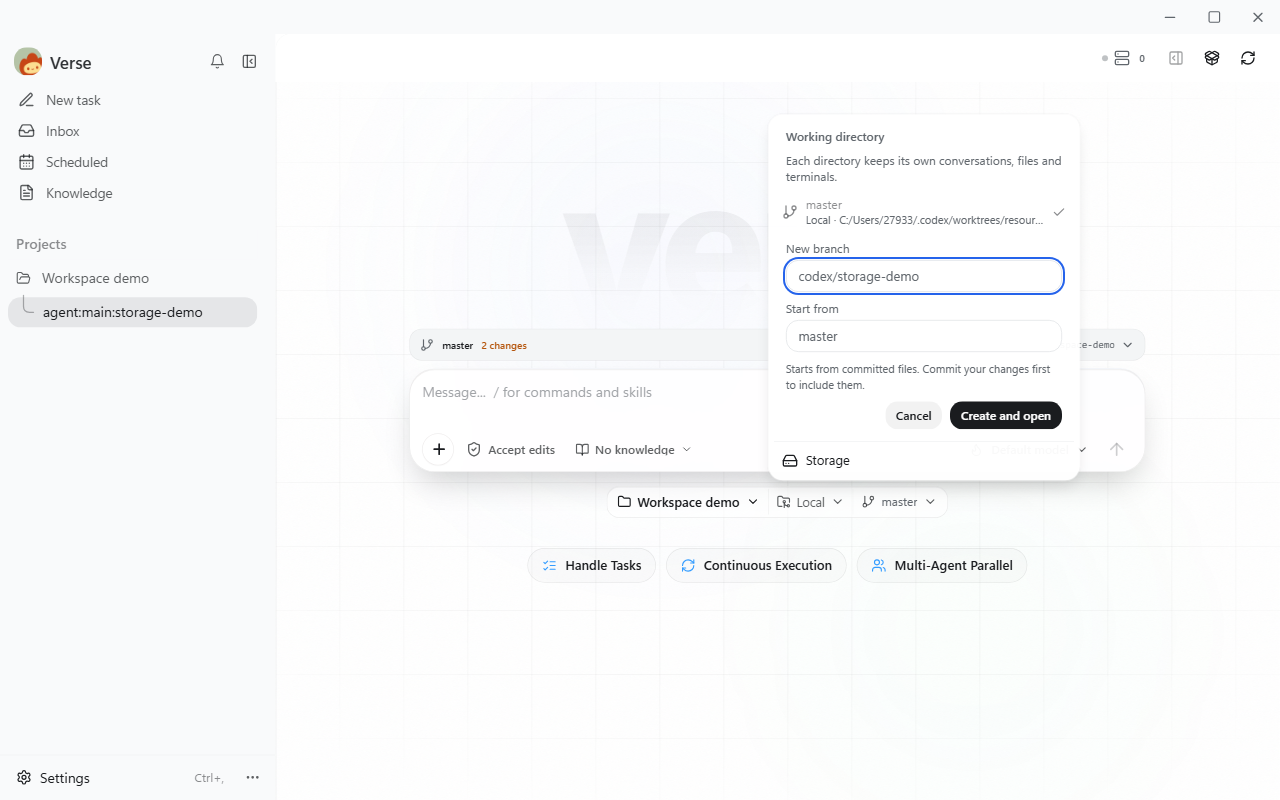 Verse
New task
Inbox
Scheduled
Knowledge
Projects
Workspace demo
agent:main:storage-demo
Settings
Ctrl+,
0
ve
Working directory
Each directory keeps its own conversations, files and
terminals.
master
Local · C:/Users/27933/.codex/worktrees/resour...
New branch
codex/storage-demo
Start from
master
Starts from committed files. Commit your changes first
to include them.
Cancel
Create and open
Storage
master 2 changes
-demo
Message... / for commands and skills
Accept edits
No knowledge
Workspace demo
Local
master
Handle Tasks
Continuous Execution
Multi-Agent Parallel